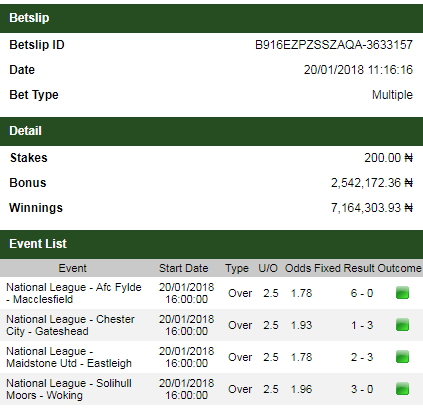 Betslip
Betslip ID B916EZPZSSZAQA-3633157
Date 20/01/2018 11:16:16
Bet Type Multiple
Detail
Stakes 200.00 ₦
Bonus 2,542,172.36 ₦
Winnings 7,164,303.93 ₦
Event List
Event Start Date Type U/O Odds Fixed Result Outcome
National League - Afc Fylde 20/01/2018 Over 2.5 1.78 6 - 0
- Macclesfield 16:00:00
National League - Chester 20/01/2018 Over 2.5 1.93 1 - 3
City - Gateshead 16:00:00
National League - 20/01/2018 Over 2.5 1.78 2 - 3
Maidstone Utd - Eastleigh 16:00:00
National League - Solihull 20/01/2018 Over 2.5 1.96 3 - 0
Moors - Woking 16:00:00